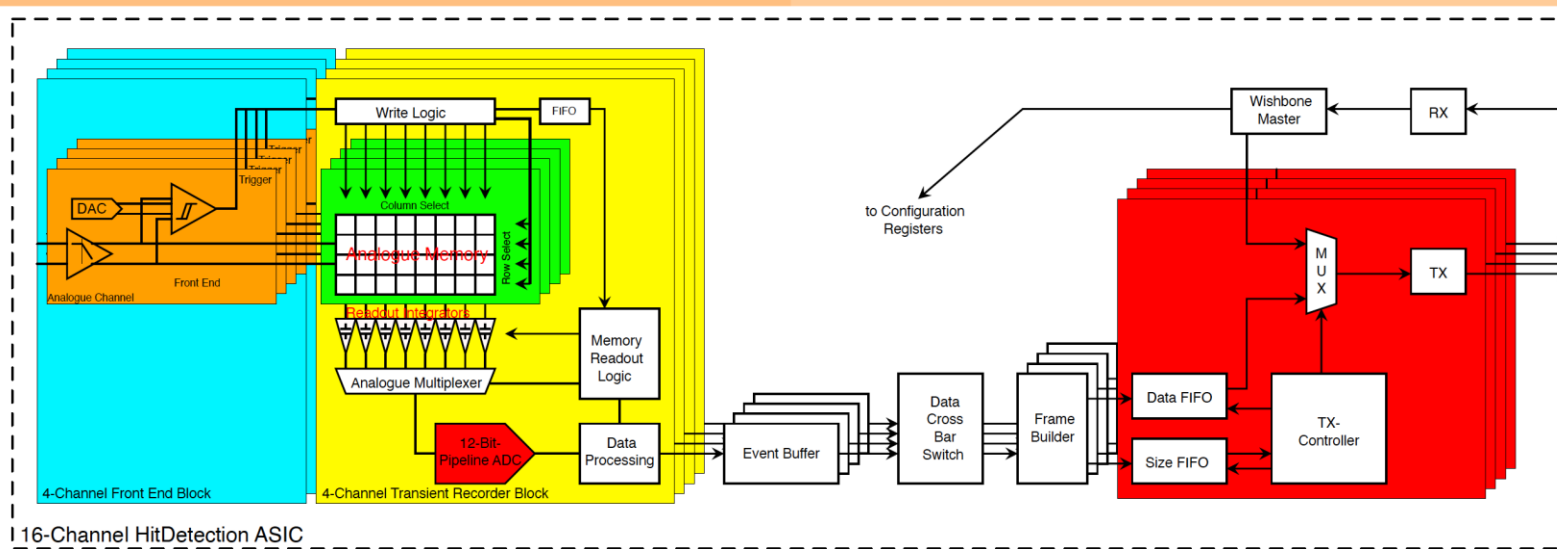 Write Logic
FIFO
Wishbone
Master
RX
Trigger
Trigger
Trigger
Trigger
DAC
Column Select
to Configuration
Registers
Analogue Memory
Row Select
M
U
X
TX
Front End
Analogue Channel
Readout Integrators
Memory
Readout
Logic
Analogue Multiplexer
Data
Cross
Bar
Switch
Frame
Builder
Data FIFO
TX-
Controller
12-Bit-
Pipeline ADC
Data
Processing
Event Buffer
Size FIFO
4-Channel Front End Block
4-Channel Transient Recorder Block
16-Channel HitDetection ASIC